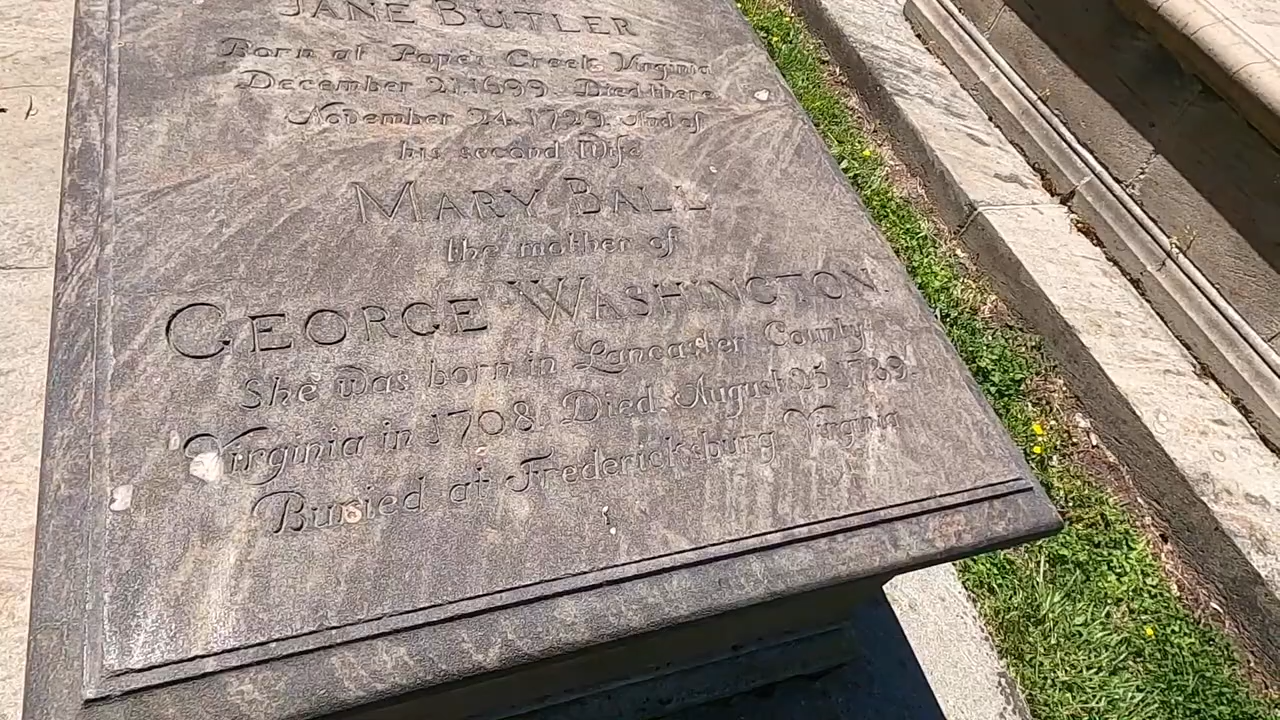 JANE BUTLER
Born at Popes Creek Virginia
December 21. 1699. Died there
November 24. 1729. And of
his second Wife
MARY BALL
the mother of
GEORGE WASHINGTON.
She was born in Lancaster County
Virginia in 1708. Died August 25 1789.
Buried at Fredericksburg Virginia